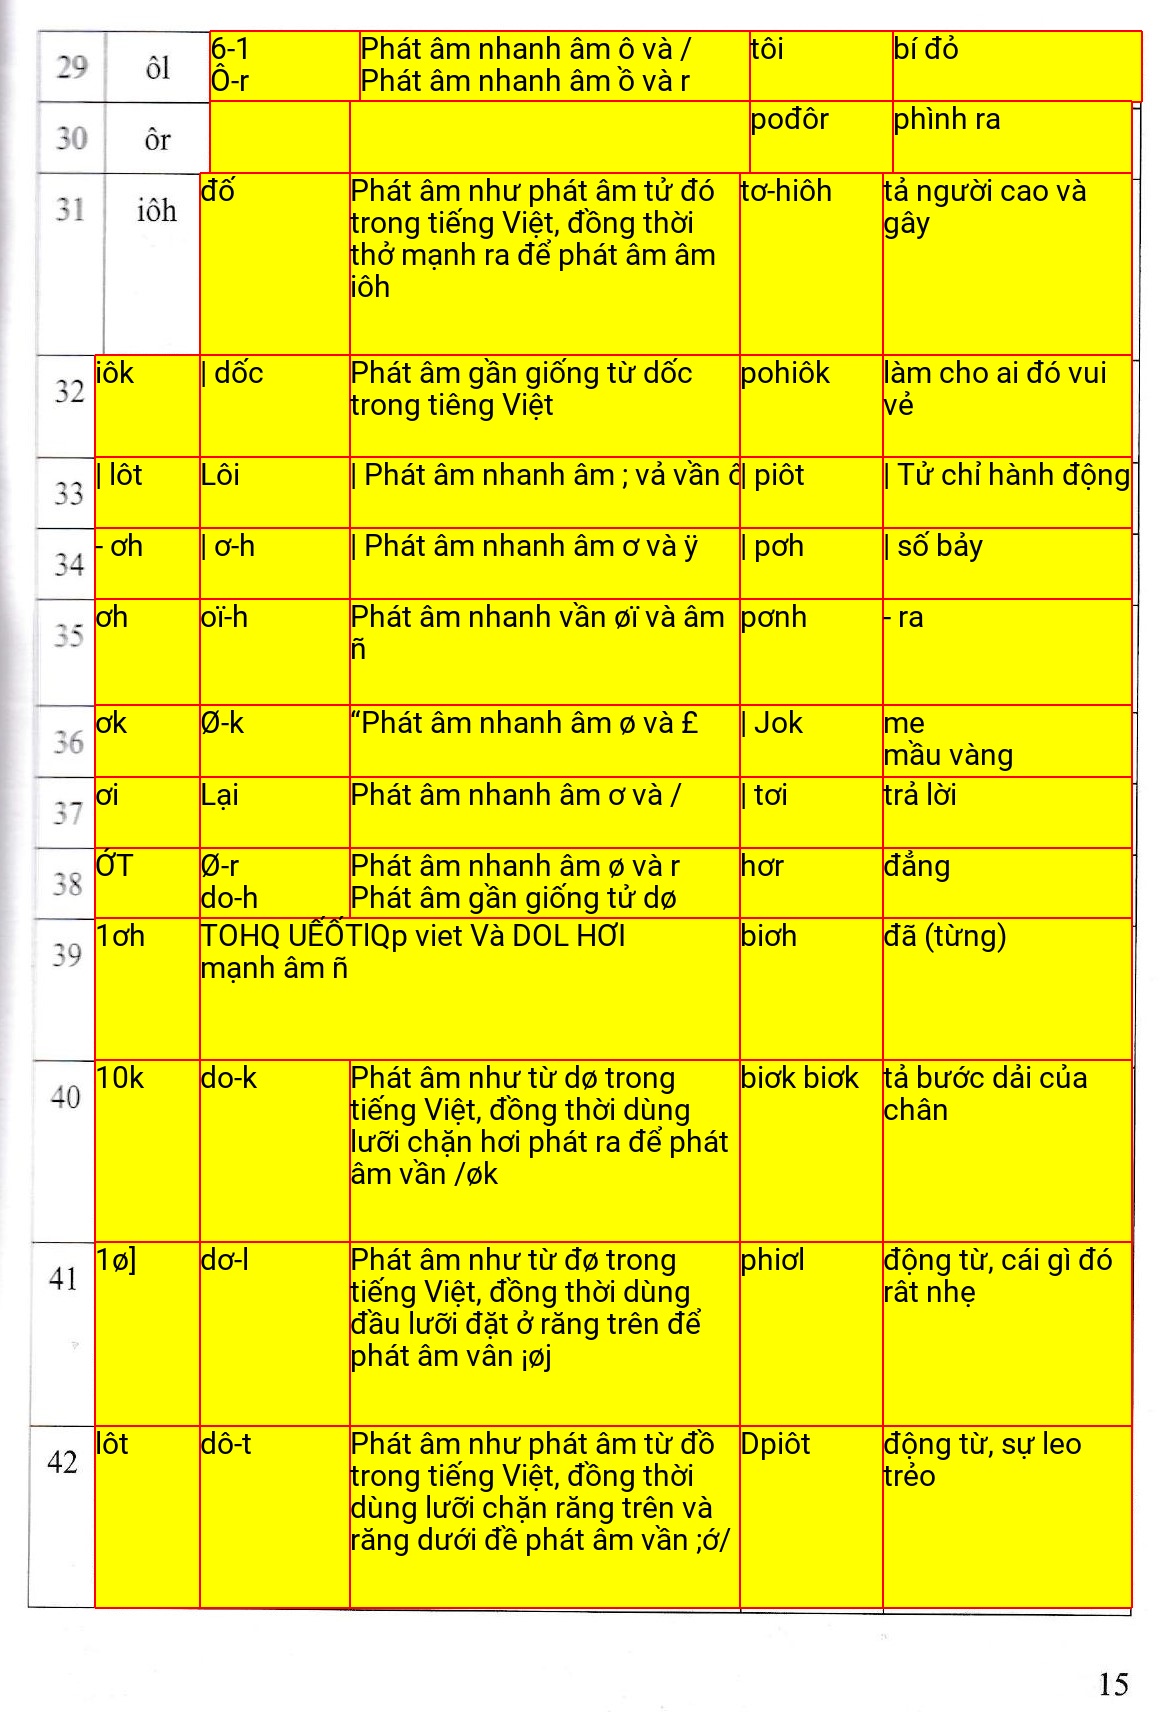 29 ôl 6-1 Phát âm nhanh âm ô và / tôi bí đỏ
Ô-r Phát âm nhanh âm ồ và r
30 ôr pođôr phình ra
31 iôh đố Phát âm như phát âm tử đó tơ-hiôh tả người cao và
trong tiếng Việt, đồng thời gây
thở mạnh ra để phát âm âm
iôh
32 iôk | dốc Phát âm gần giống từ dốc pohiôk làm cho ai đó vui
trong tiêng Việt vẻ
33 | lôt Lôi | Phát âm nhanh âm ; vả vần ô | piôt | Tử chỉ hành động
34 - ơh | ơ-h | Phát âm nhanh âm ơ và ÿ | pơh | số bảy
35 ơh oï-h Phát âm nhanh vần øï và âm pơnh - ra
ñ
36 ơk Ø-k “Phát âm nhanh âm ø và £ | Jok me
mầu vàng
37 ơi Lại Phát âm nhanh âm ơ và / | tơi trả lời
38 ỚT Ø-r Phát âm nhanh âm ø và r hơr đẳng
do-h Phát âm gần giống tử dø
39 1ơh TOHQ UẾỐTlQp viet Và DOL HƠI biơh đã (từng)
mạnh âm ñ
40 10k do-k Phát âm như từ dø trong biơk biơk tả bước dải của
tiếng Việt, đồng thời dùng chân
lưỡi chặn hơi phát ra để phát
âm vần /øk
41 1ø] dơ-l Phát âm như từ đø trong phiơl động từ, cái gì đó
tiếng Việt, đồng thời dùng rât nhẹ
đầu lưỡi đặt ở răng trên để
phát âm vân ¡øj
42 lôt dô-t Phát âm như phát âm từ đồ Dpiôt động từ, sự leo
trong tiếng Việt, đồng thời trẻo
dùng lưỡi chặn răng trên và
răng dưới đề phát âm vần ;ớ/
15